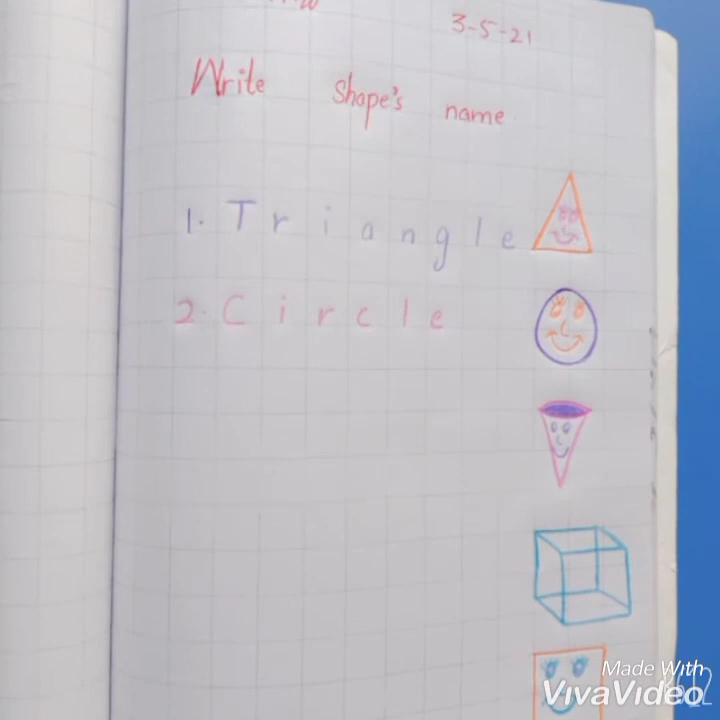 3-5-21
Write Shape's name
1. Triangle
2. Circle
Made With
VivaVideo